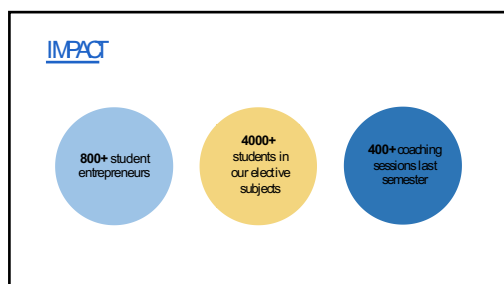 IMPACT
800+ student
entrepreneurs
4000+
students in
our elective
subjects
400+ coaching
sessions last
semester